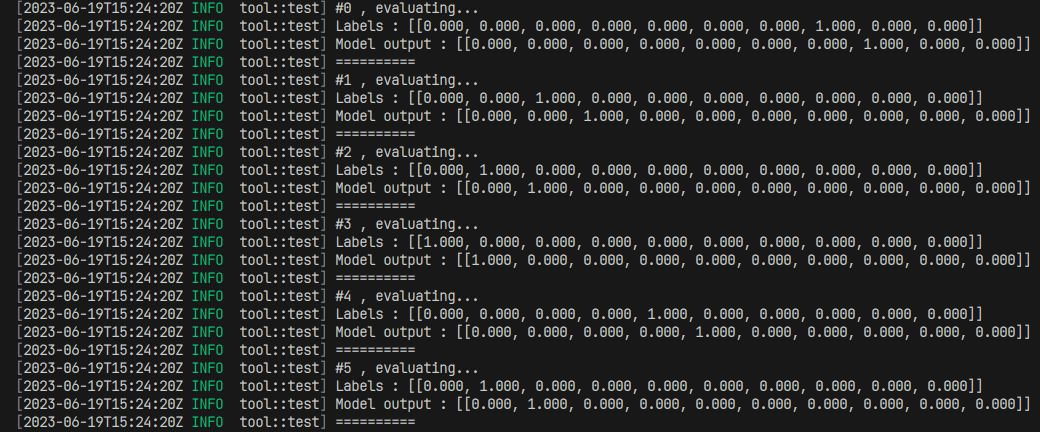 [2023-06-19T15:24:20Z INFO  tool::test] #0 , evaluating...
[2023-06-19T15:24:20Z INFO  tool::test] Labels : [[0.000, 0.000, 0.000, 0.000, 0.000, 0.000, 0.000, 1.000, 0.000, 0.000]]
[2023-06-19T15:24:20Z INFO  tool::test] Model output : [[0.000, 0.000, 0.000, 0.000, 0.000, 0.000, 0.000, 1.000, 0.000, 0.000]]
[2023-06-19T15:24:20Z INFO  tool::test] ==========
[2023-06-19T15:24:20Z INFO  tool::test] #1 , evaluating...
[2023-06-19T15:24:20Z INFO  tool::test] Labels : [[0.000, 0.000, 1.000, 0.000, 0.000, 0.000, 0.000, 0.000, 0.000, 0.000]]
[2023-06-19T15:24:20Z INFO  tool::test] Model output : [[0.000, 0.000, 1.000, 0.000, 0.000, 0.000, 0.000, 0.000, 0.000, 0.000]]
[2023-06-19T15:24:20Z INFO  tool::test] ==========
[2023-06-19T15:24:20Z INFO  tool::test] #2 , evaluating...
[2023-06-19T15:24:20Z INFO  tool::test] Labels : [[0.000, 1.000, 0.000, 0.000, 0.000, 0.000, 0.000, 0.000, 0.000, 0.000]]
[2023-06-19T15:24:20Z INFO  tool::test] Model output : [[0.000, 1.000, 0.000, 0.000, 0.000, 0.000, 0.000, 0.000, 0.000, 0.000]]
[2023-06-19T15:24:20Z INFO  tool::test] ==========
[2023-06-19T15:24:20Z INFO  tool::test] #3 , evaluating...
[2023-06-19T15:24:20Z INFO  tool::test] Labels : [[1.000, 0.000, 0.000, 0.000, 0.000, 0.000, 0.000, 0.000, 0.000, 0.000]]
[2023-06-19T15:24:20Z INFO  tool::test] Model output : [[1.000, 0.000, 0.000, 0.000, 0.000, 0.000, 0.000, 0.000, 0.000, 0.000]]
[2023-06-19T15:24:20Z INFO  tool::test] ==========
[2023-06-19T15:24:20Z INFO  tool::test] #4 , evaluating...
[2023-06-19T15:24:20Z INFO  tool::test] Labels : [[0.000, 0.000, 0.000, 0.000, 1.000, 0.000, 0.000, 0.000, 0.000, 0.000]]
[2023-06-19T15:24:20Z INFO  tool::test] Model output : [[0.000, 0.000, 0.000, 0.000, 1.000, 0.000, 0.000, 0.000, 0.000, 0.000]]
[2023-06-19T15:24:20Z INFO  tool::test] ==========
[2023-06-19T15:24:20Z INFO  tool::test] #5 , evaluating...
[2023-06-19T15:24:20Z INFO  tool::test] Labels : [[0.000, 1.000, 0.000, 0.000, 0.000, 0.000, 0.000, 0.000, 0.000, 0.000]]
[2023-06-19T15:24:20Z INFO  tool::test] Model output : [[0.000, 1.000, 0.000, 0.000, 0.000, 0.000, 0.000, 0.000, 0.000, 0.000]]
[2023-06-19T15:24:20Z INFO  tool::test] ==========